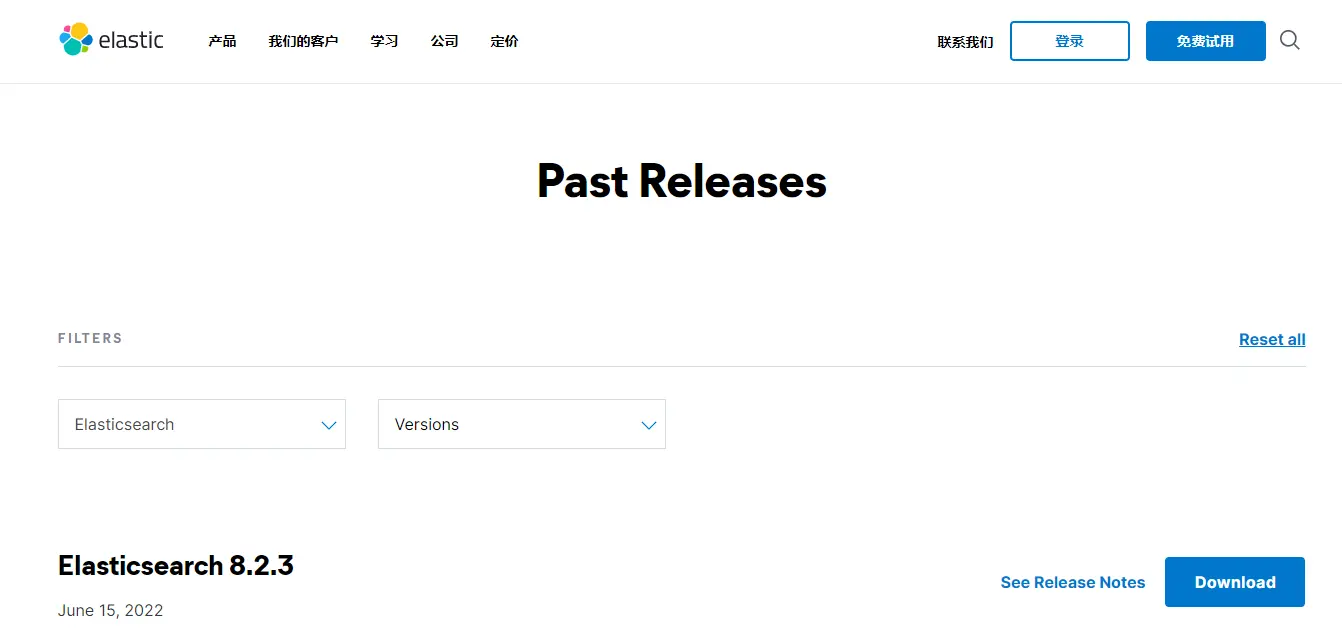 elastic 产品 我们的客户 学习 公司 定价 联系我们 登录 免费试用
Past Releases
FILTERS Reset all
Elasticsearch Versions
Elasticsearch 8.2.3
See Release Notes Download
June 15, 2022